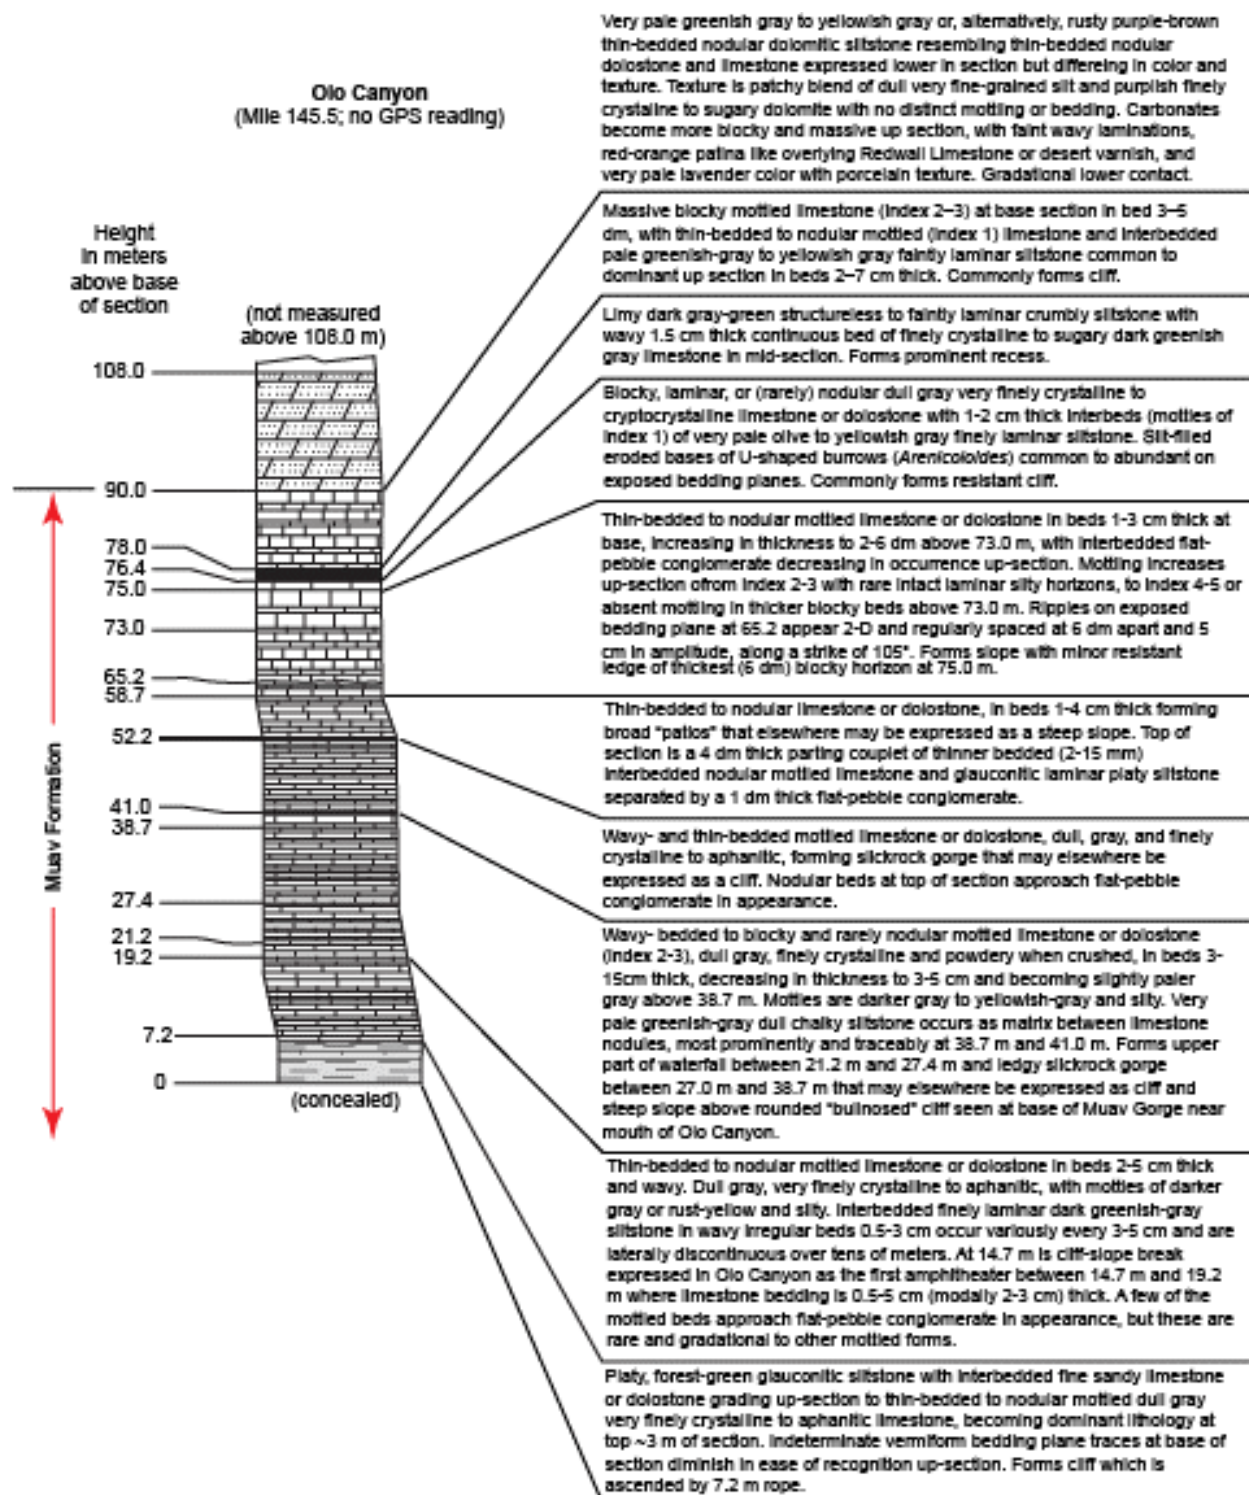 Olo Canyon
(Mile 145.5; no GPS reading)
Height
in meters
above base
of section
(not measured
above 108.0 m)
108.0
90.0
78.0
76.4
75.0
73.0
65.2
58.7
52.2
41.0
38.7
27.4
21.2
19.2
7.2
0
(concealed)
Muav Formation
Very pale greenish gray to yellowish gray or, alternatively, rusty purple-brown
thin-bedded nodular dolomitic siltstone resembling thin-bedded nodular
dolostone and limestone expressed lower in section but differeing in color and
texture. Texture is patchy blend of dull very fine-grained silt and purplish finely
crystaline to sugary dolomite with no distinct mottling or bedding. Carbonates
become more blocky and massive up section, with faint wavy laminations,
red-orange patina like overlying Redwall Limestone or desert varnish, and
very pale lavender color with porcelain texture. Gradational lower contact.
Massive blocky mottled limestone (index 2–3) at base section in bed 3–5
dm, with thin-bedded to nodular mottled (index 1) limestone and interbedded
pale greenish-gray to yellowish gray faintly laminar siltstone common to
dominant up section in beds 2–7 cm thick. Commonly forms cliff.
Limy dark gray-green structureless to faintly laminar crumbly siltstone with
wavy 1.5 cm thick continuous bed of finely crystalline to sugary dark greenish
gray limestone in mid-section. Forms prominent recess.
Blocky, laminar, or (rarely) nodular dull gray very finely crystalline to
cryptocrystalline limestone or dolostone with 1-2 cm thick interbeds (mottles of
index 1) of very pale olive to yellowish gray finely laminar siltstone. Silt-filled
eroded bases of U-shaped burrows (Arenicoloides) common to abundant on
exposed bedding planes. Commonly forms resistant cliff.
Thin-bedded to nodular mottled limestone or dolostone in beds 1-3 cm thick at
base, increasing in thickness to 2-6 dm above 73.0 m, with interbedded flat-
pebble conglomerate decreasing in occurrence up-section. Mottling increases
up-section ofrom index 2-3 with rare intact laminar silty horizons, to index 4-5 or
absent mottling in thicker blocky beds above 73.0 m. Ripples on exposed
bedding plane at 65.2 appear 2-D and regularly spaced at 6 dm apart and 5
cm in amplitude, along a strike of 105°. Forms slope with minor resistant
ledge of thickest (6 dm) blocky horizon at 75.0 m.
Thin-bedded to nodular limestone or dolostone, in beds 1-4 cm thick forming
broad "patios" that elsewhere may be expressed as a steep slope. Top of
section is a 4 dm thick parting couplet of thinner bedded (2-15 mm)
interbedded nodular mottled limestone and glauconitic laminar platy siltstone
separated by a 1 dm thick flat-pebble conglomerate.
Wavy- and thin-bedded mottled limestone or dolostone, dull, gray, and finely
crystalline to aphanitic, forming slickrock gorge that may elsewhere be
expressed as a cliff. Nodular beds at top of section approach flat-pebble
conglomerate in appearance.
Wavy- bedded to blocky and rarely nodular mottled limestone or dolostone
(index 2-3), dull gray, finely crystalline and powdery when crushed, in beds 3-
15cm thick, decreasing in thickness to 3-5 cm and becoming slightly paler
gray above 38.7 m. Mottles are darker gray to yellowish-gray and silty. Very
pale greenish-gray dull chalky siltstone occurs as matrix between limestone
nodules, most prominently and traceably at 38.7 m and 41.0 m. Forms upper
part of waterfall between 21.2 m and 27.4 m and ledgy slickrock gorge
between 27.0 m and 38.7 m that may elsewhere be expressed as cliff and
steep slope above rounded "bullnosed" cliff seen at base of Muav Gorge near
mouth of Olo Canyon.
Thin-bedded to nodular mottled limestone or dolostone in beds 2-5 cm thick
and wavy. Dull gray, very finely crystalline to aphanitic, with mottles of darker
gray or rust-yellow and silty. Interbedded finely laminar dark greenish-gray
siltstone in wavy irregular beds 0.5-3 cm occur variously every 3-5 cm and are
laterally discontinuous over tens of meters. At 14.7 m is cliff-slope break
expressed in Olo Canyon as the first amphitheater between 14.7 m and 19.2
m where limestone bedding is 0.5-5 cm (modally 2-3 cm) thick. A few of the
mottled beds approach flat-pebble conglomerate in appearance, but these are
rare and gradational to other mottled forms.
Platy, forest-green glauconitic siltstone with interbedded fine sandy limestone
or dolostone grading up-section to thin-bedded to nodular mottled dull gray
very finely crystalline to aphanitic limestone, becoming dominant lithology at
top ~3 m of section. Indeterminate vermiform bedding plane traces at base of
section diminish in ease of recognition up-section. Forms cliff which is
ascended by 7.2 m rope.